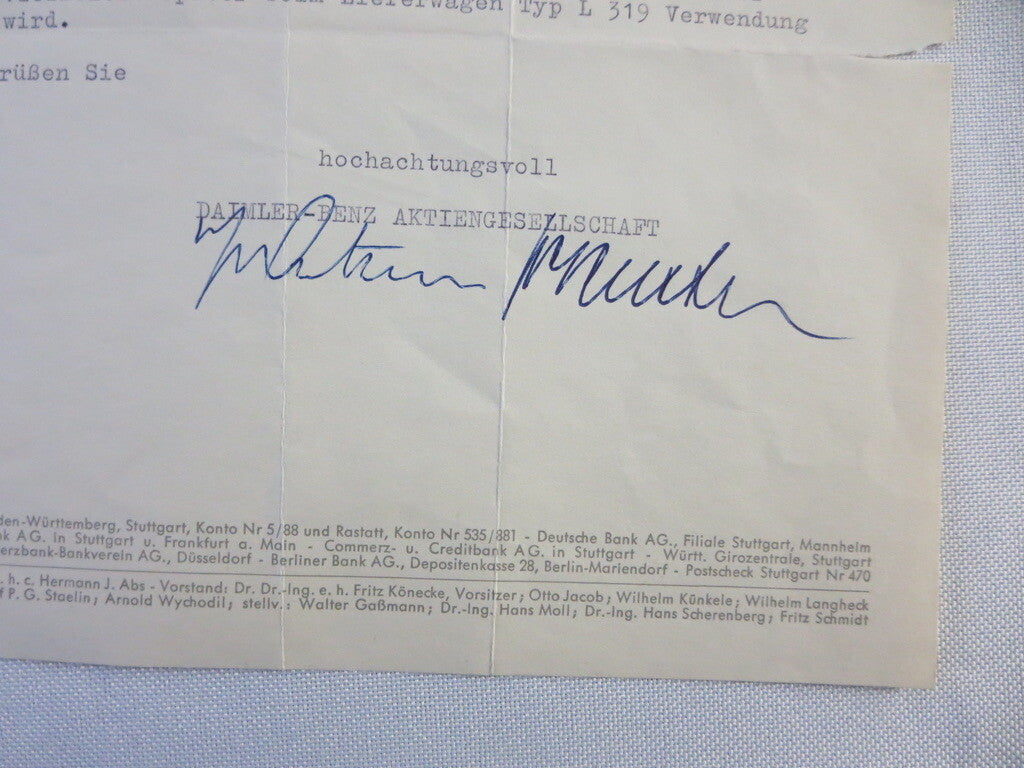 Lieferwagen Typ L 319 Verwendung
wird.
rüßen Sie
hochachtungsvoll
DAIMLER-BENZ AKTIENGESELLSCHAFT
den-Württemberg, Stuttgart, Konto Nr 5/88 und Rastatt, Konto Nr 535/881 - Deutsche Bank AG., Filiale Stuttgart, Mannheim
k AG. in Stuttgart u. Frankfurt a. Main - Commerz- u. Creditbank AG. in Stuttgart - Württ. Girozentrale, Stuttgart
erzbank-Bankverein AG., Düsseldorf - Berliner Bank AG., Depositenkasse 28, Berlin-Mariendorf - Postscheck Stuttgart Nr 470
. h. c. Hermann J. Abs - Vorstand: Dr. Dr.-Ing. e. h. Fritz Könecke, Vorsitzer; Otto Jacob; Wilhelm Künkele; Wilhelm Langheck
f P. G. Staelin; Arnold Wychodil; stellv.: Walter Gaßmann; Dr.-Ing. Hans Moll; Dr.-Ing. Hans Scherenberg; Fritz Schmidt